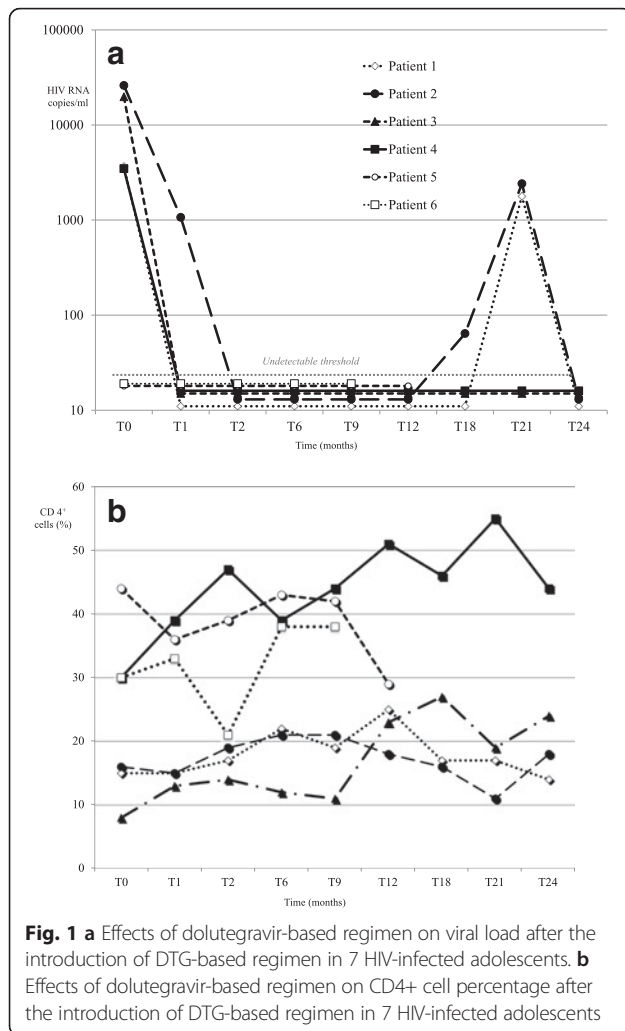 100000
a
HIV RNA
copies/ml
10000
1000
100
10
Patient 1
Patient 2
Patient 3
Patient 4
Patient 5
Patient 6
Undetectable threshold
T0 T1 T2 T6 T9 T12 T18 T21 T24
Time (months)
60
b
CD 4⁺
cells (%)
50
40
30
20
10
0
T0 T1 T2 T6 T9 T12 T18 T21 T24
Time (months)
Fig. 1 a Effects of dolutegravir-based regimen on viral load after the
introduction of DTG-based regimen in 7 HIV-infected adolescents. b
Effects of dolutegravir-based regimen on CD4+ cell percentage after
the introduction of DTG-based regimen in 7 HIV-infected adolescents